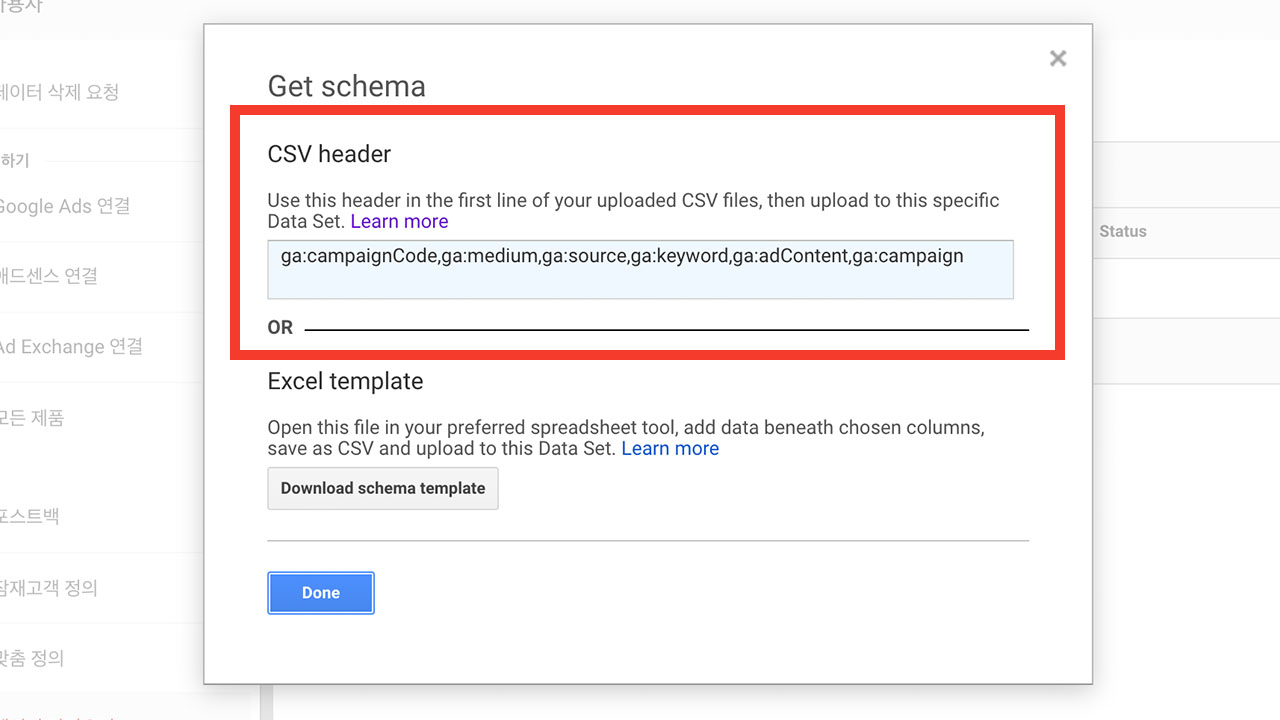 데이터 삭제 요청
하기
Google Ads 연결
애드센스 연결
Ad Exchange 연결
모든 제품
포스트백
잠재고객 정의
맞춤 정의
Get schema
×
CSV header
Use this header in the first line of your uploaded CSV files, then upload to this specific
Data Set. Learn more
ga:campaignCode,ga:medium,ga:source,ga:keyword,ga:adContent,ga:campaign
OR
Excel template
Open this file in your preferred spreadsheet tool, add data beneath chosen columns,
save as CSV and upload to this Data Set. Learn more
Download schema template
Done
Status